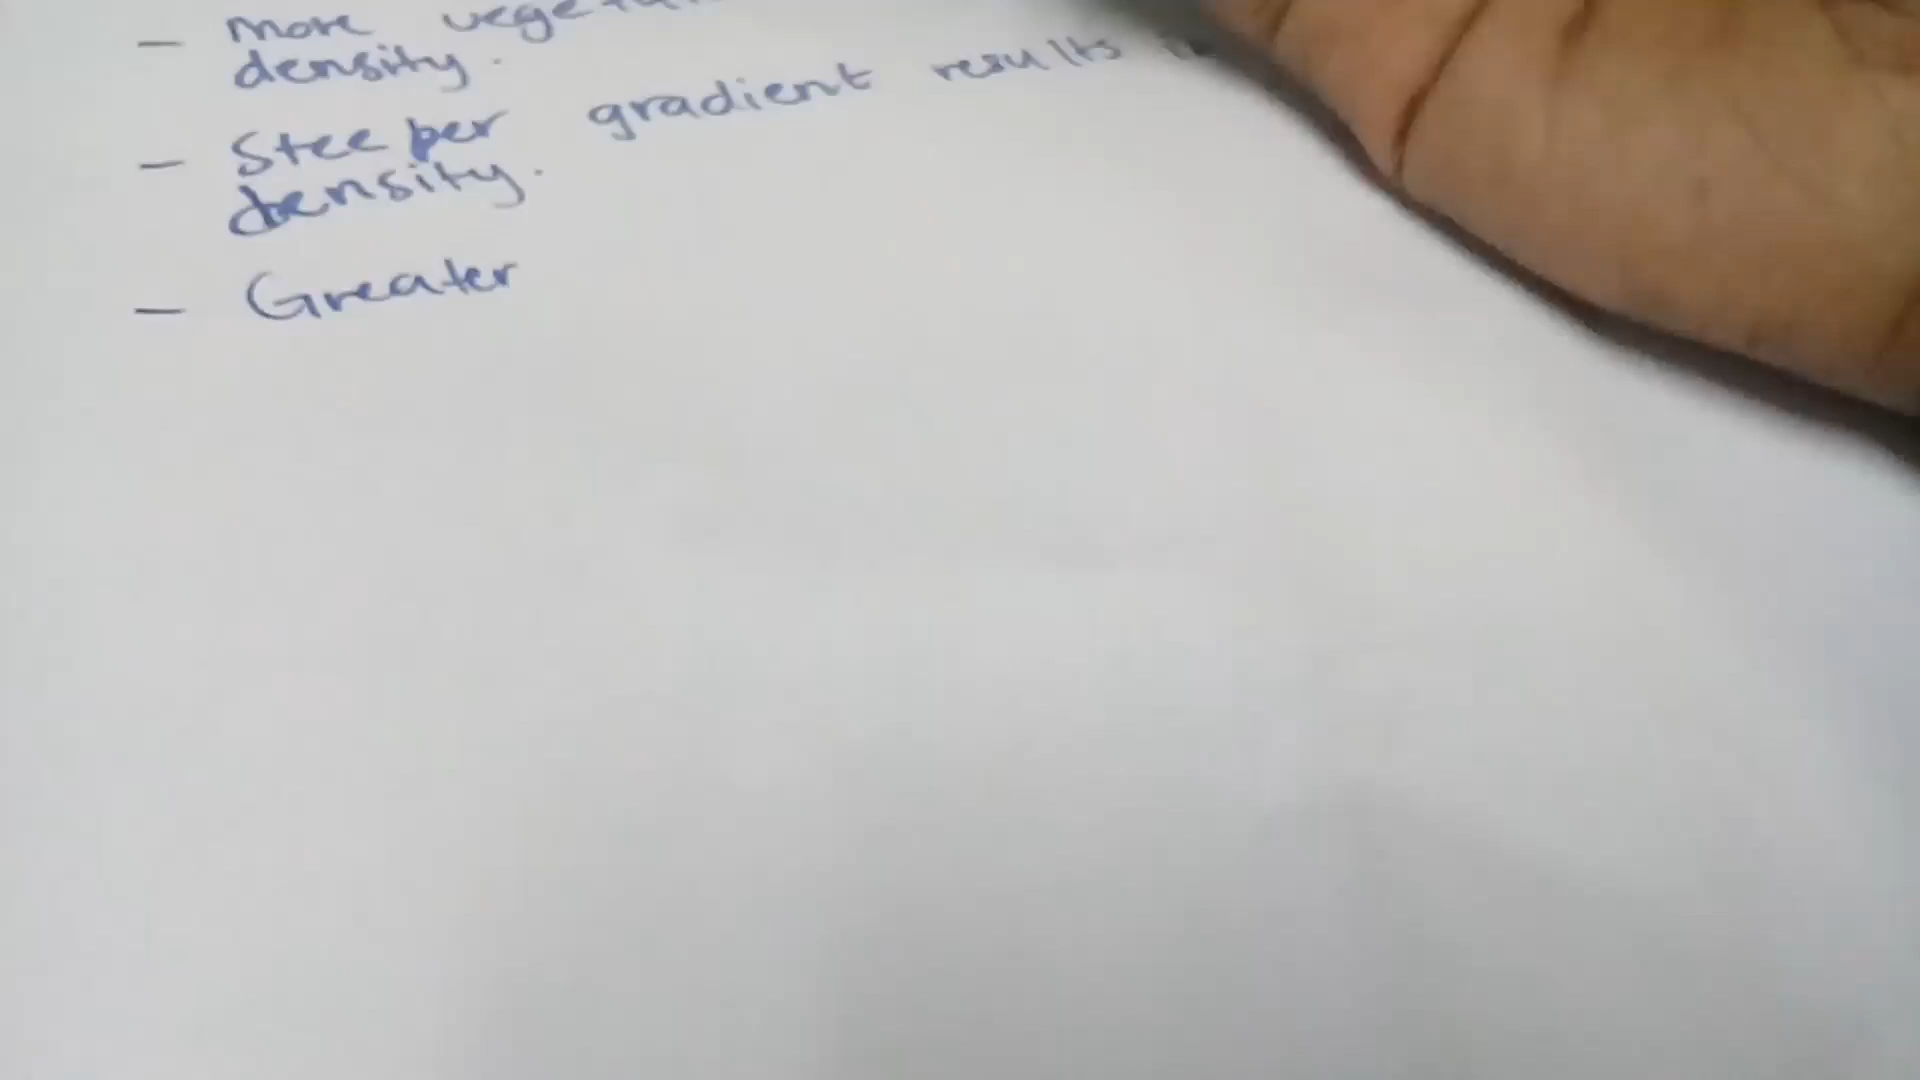 - More
density.
- Steeper gradient results
density.
- Greater